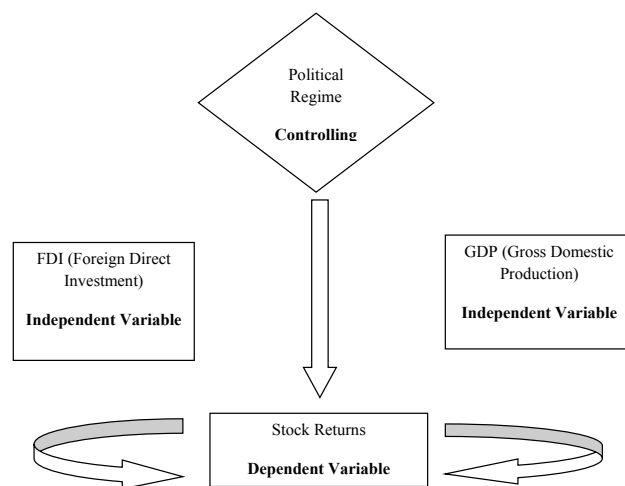 Political
Regime
Controlling
FDI (Foreign Direct
Investment)
Independent Variable
GDP (Gross Domestic
Production)
Independent Variable
Stock Returns
Dependent Variable